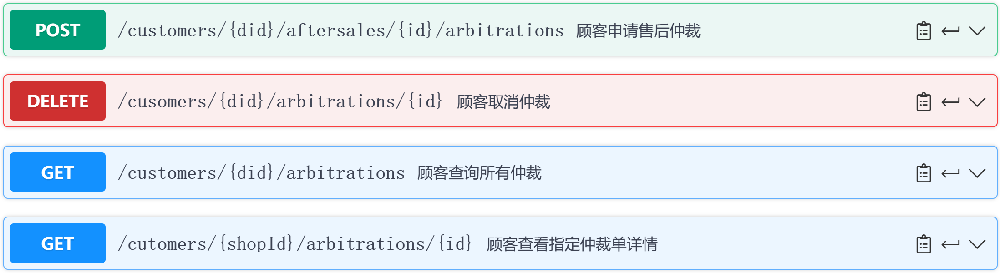 POST /customers/{did}/aftersales/{id}/arbitrations 顾客申请售后仲裁
DELETE /cusomers/{did}/arbitrations/{id} 顾客取消仲裁
GET /customers/{did}/arbitrations 顾客查询所有仲裁
GET /cutomers/{shopId}/arbitrations/{id} 顾客查看指定仲裁单详情